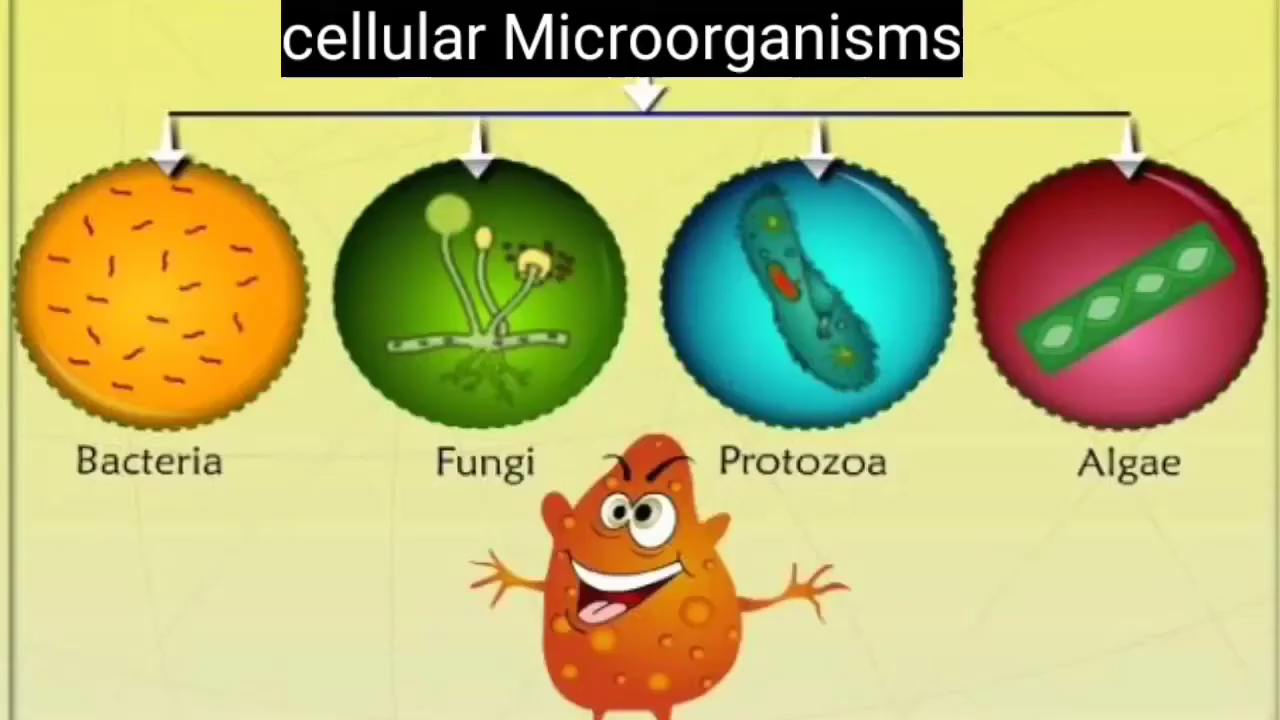 cellular Microorganisms
Bacteria
Fungi
Protozoa
Algae